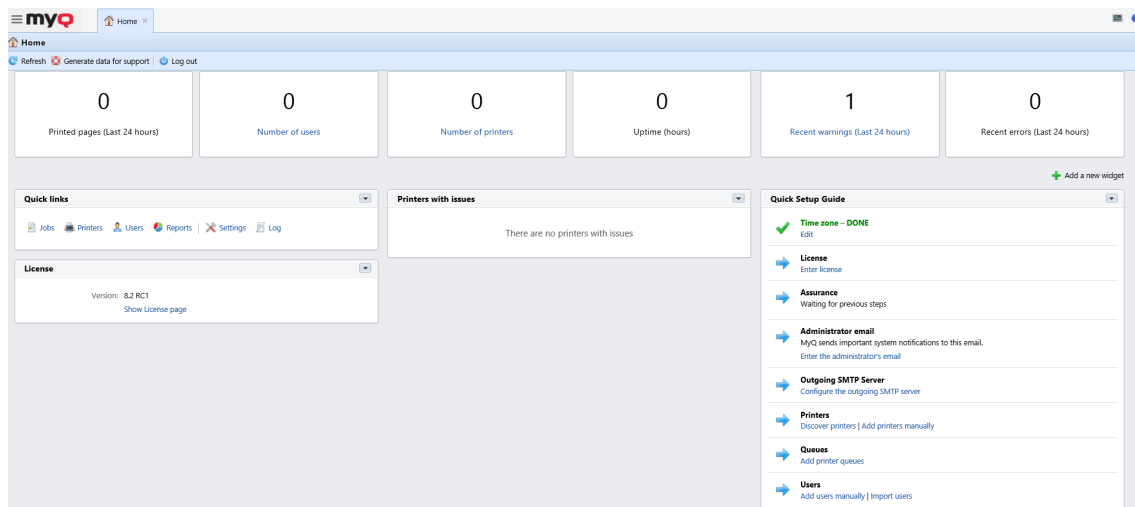 myQ
Home
Home
Refresh Generate data for support Log out
0
Printed pages (Last 24 hours)
0
Number of users
0
Number of printers
0
Uptime (hours)
1
Recent warnings (Last 24 hours)
0
Recent errors (Last 24 hours)
Add a new widget
Quick links
Jobs Printers Users Reports | Settings Log
License
Version: 8.2 RC1
Show License page
Printers with issues
There are no printers with issues
Quick Setup Guide
Time zone – DONE
Edit
License
Enter license
Assurance
Waiting for previous steps
Administrator email
MyQ sends important system notifications to this email.
Enter the administrator's email
Outgoing SMTP Server
Configure the outgoing SMTP server
Printers
Discover printers | Add printers manually
Queues
Add printer queues
Users
Add users manually | Import users